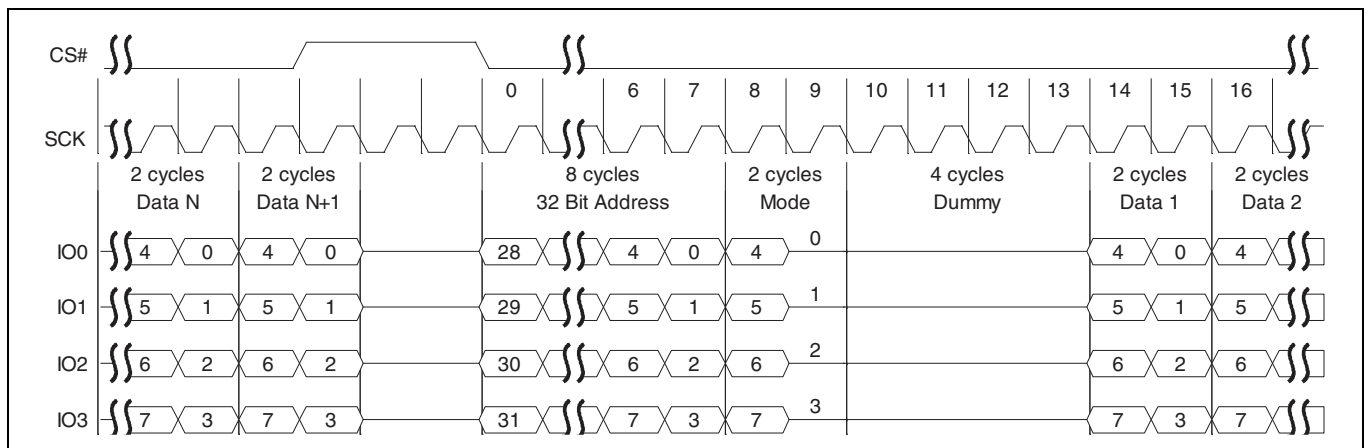 CS#
0 6 7 8 9 10 11 12 13 14 15 16
SCK
2 cycles 2 cycles 8 cycles 2 cycles 4 cycles 2 cycles 2 cycles
Data N Data N+1 32 Bit Address Mode Dummy Data 1 Data 2
IO0 4 0 4 0 28 4 0 4 0 4 0 4
IO1 5 1 5 1 29 5 1 5 1 5 1 5
IO2 6 2 6 2 30 6 2 6 2 6 2 6
IO3 7 3 7 3 31 7 3 7 3 7 3 7